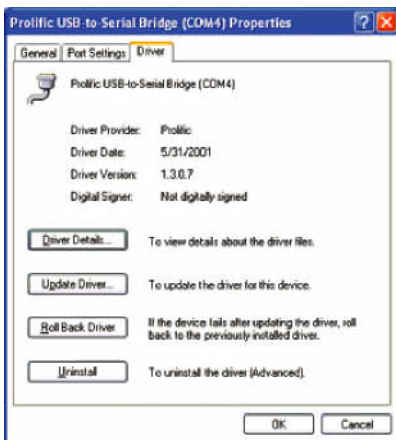 Prolific USB-to-Serial Bridge (COM4) Properties
General Port Settings Driver
Prolific USB-to-Serial Bridge (COM4)
Driver Provider: Prolific
Driver Date: 5/31/2001
Driver Version: 1.3.0.7
Digital Signer: Not digitally signed
Driver Details... To view details about the driver files.
Update Driver... To update the driver for this device.
Roll Back Driver If the device fails after updating the driver, roll
back to the previously installed driver.
Uninstall To uninstall the driver (Advanced).
OK Cancel